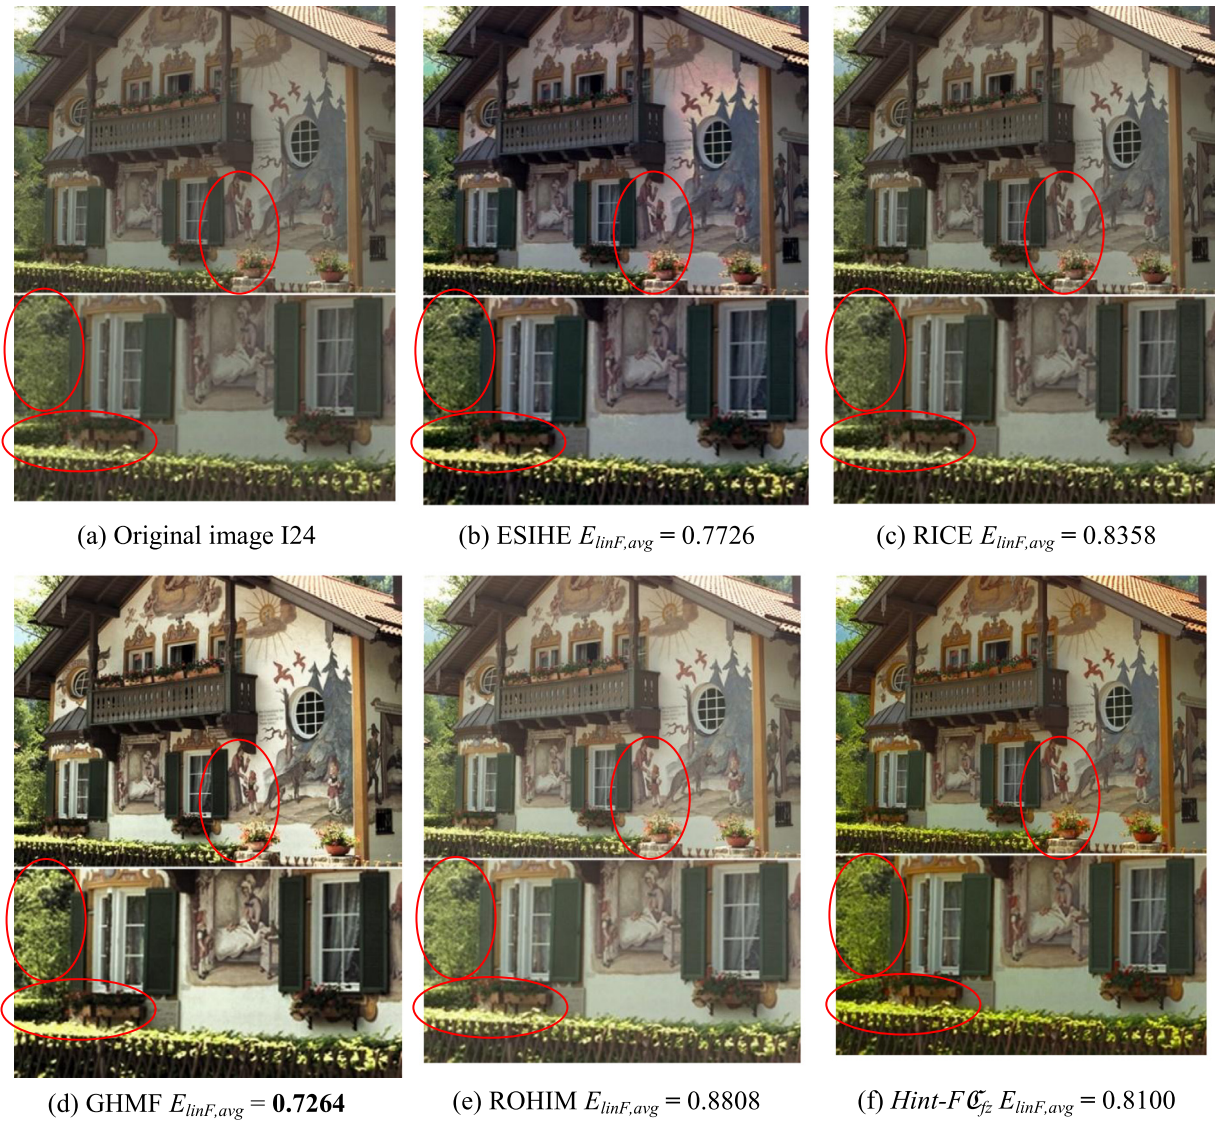 (a) Original image I24
(b) ESIHE E_linF,avg = 0.7726
(c) RICE E_linF,avg = 0.8358
(d) GHMF E_linF,avg = 0.7264
(e) ROHIM E_linF,avg = 0.8808
(f) Hint-F𝕮_fz E_linF,avg = 0.8100